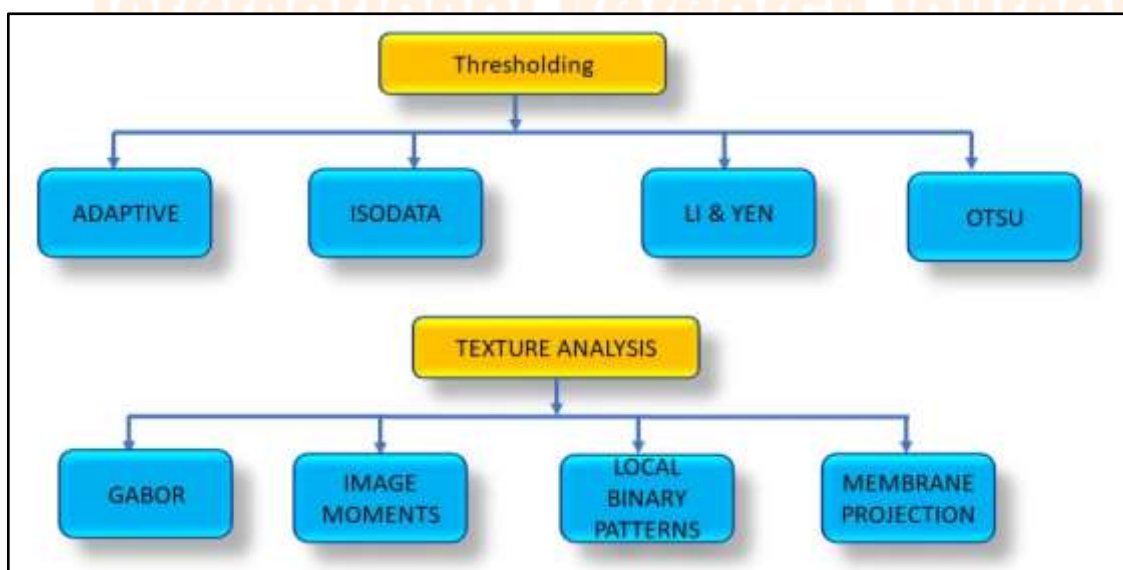 Thresholding
ADAPTIVE
ISODATA
LI & YEN
OTSU
TEXTURE ANALYSIS
GABOR
IMAGE
MOMENTS
LOCAL
BINARY
PATTERNS
MEMBRANE
PROJECTION